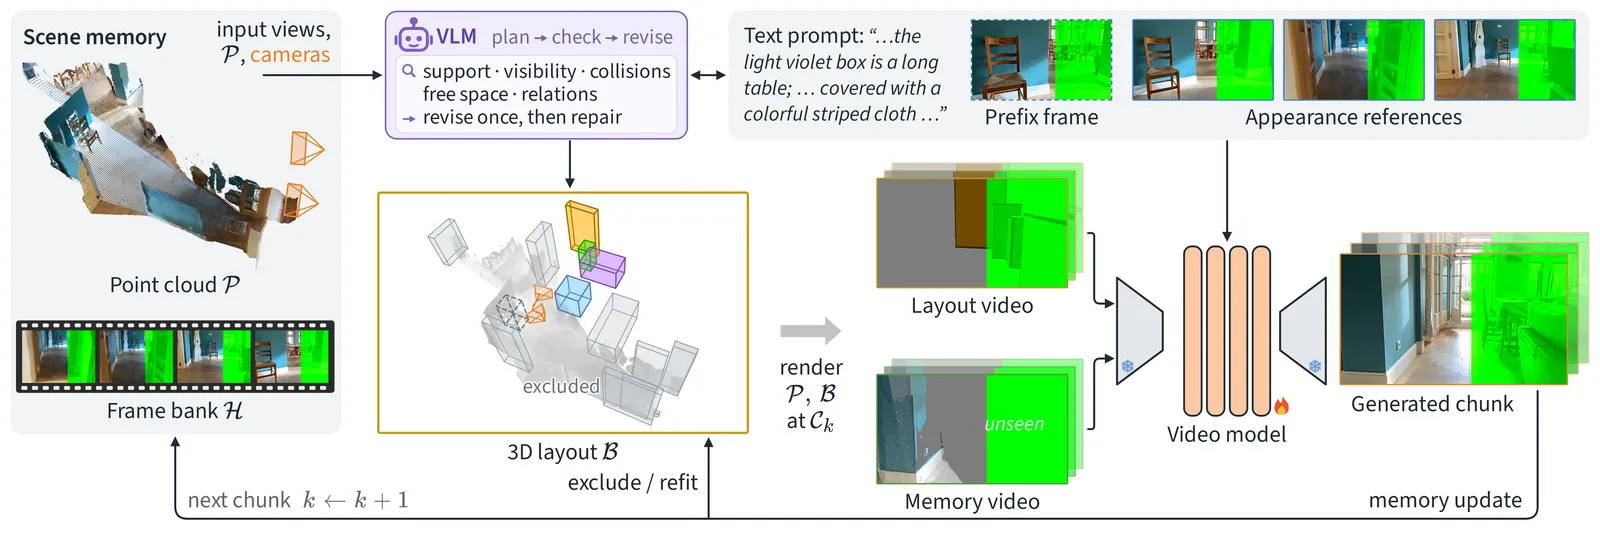 Scene memory
input views,
𝒫, cameras
Point cloud 𝒫
Frame bank ℋ
VLM plan → check → revise
support · visibility · collisions
free space · relations
→ revise once, then repair
Text prompt: “…the
light violet box is a long
table; … covered with a
colorful striped cloth …”
Prefix frame
Appearance references
excluded
3D layout ℬ
exclude / refit
render
𝒫, ℬ
at 𝒞ₖ
Layout video
unseen
Memory video
Video model
Generated chunk
memory update
next chunk k ← k + 1